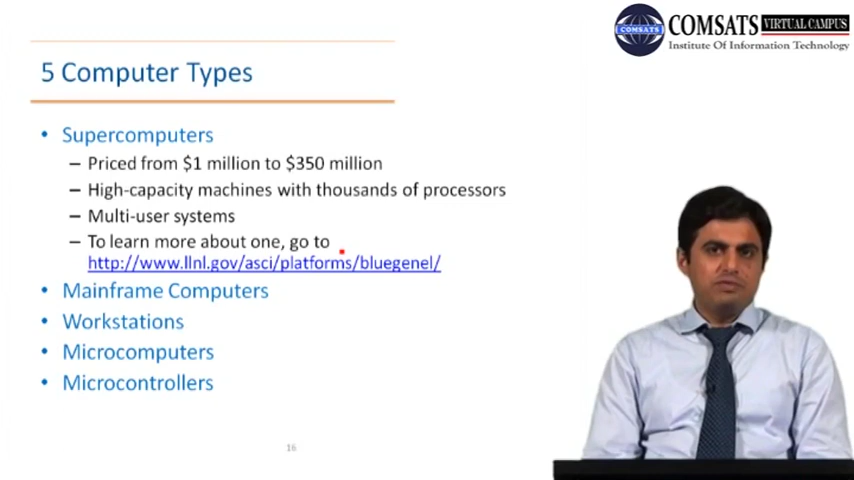 COMSATS VIRTUAL CAMPUS
COMSATS
Institute Of Information Technology
5 Computer Types
• Supercomputers
– Priced from $1 million to $350 million
– High-capacity machines with thousands of processors
– Multi-user systems
– To learn more about one, go to
http://www.llnl.gov/asci/platforms/bluegenel/
• Mainframe Computers
• Workstations
• Microcomputers
• Microcontrollers
16